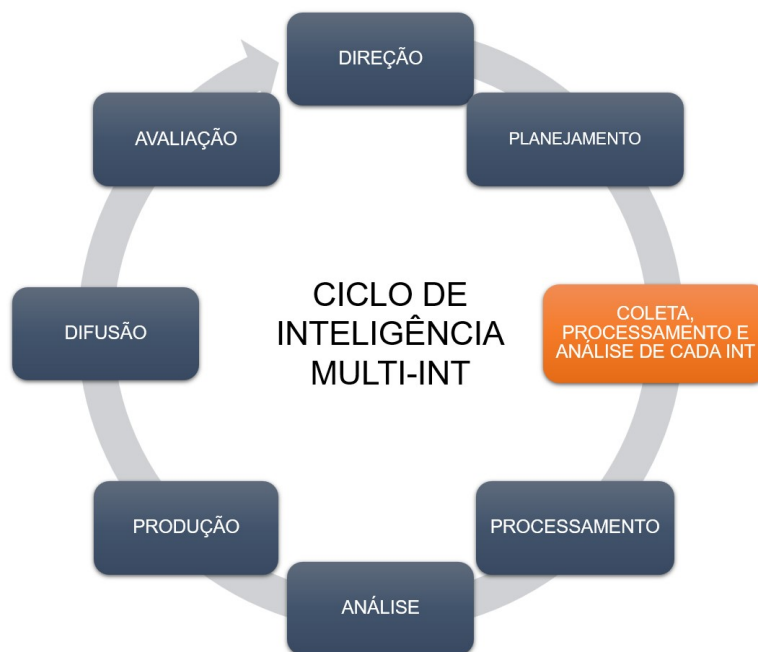 DIREÇÃO
PLANEJAMENTO
COLETA,
PROCESSAMENTO E
ANÁLISE DE CADA INT
PROCESSAMENTO
ANÁLISE
PRODUÇÃO
DIFUSÃO
AVALIAÇÃO
CICLO DE
INTELIGÊNCIA
MULTI-INT